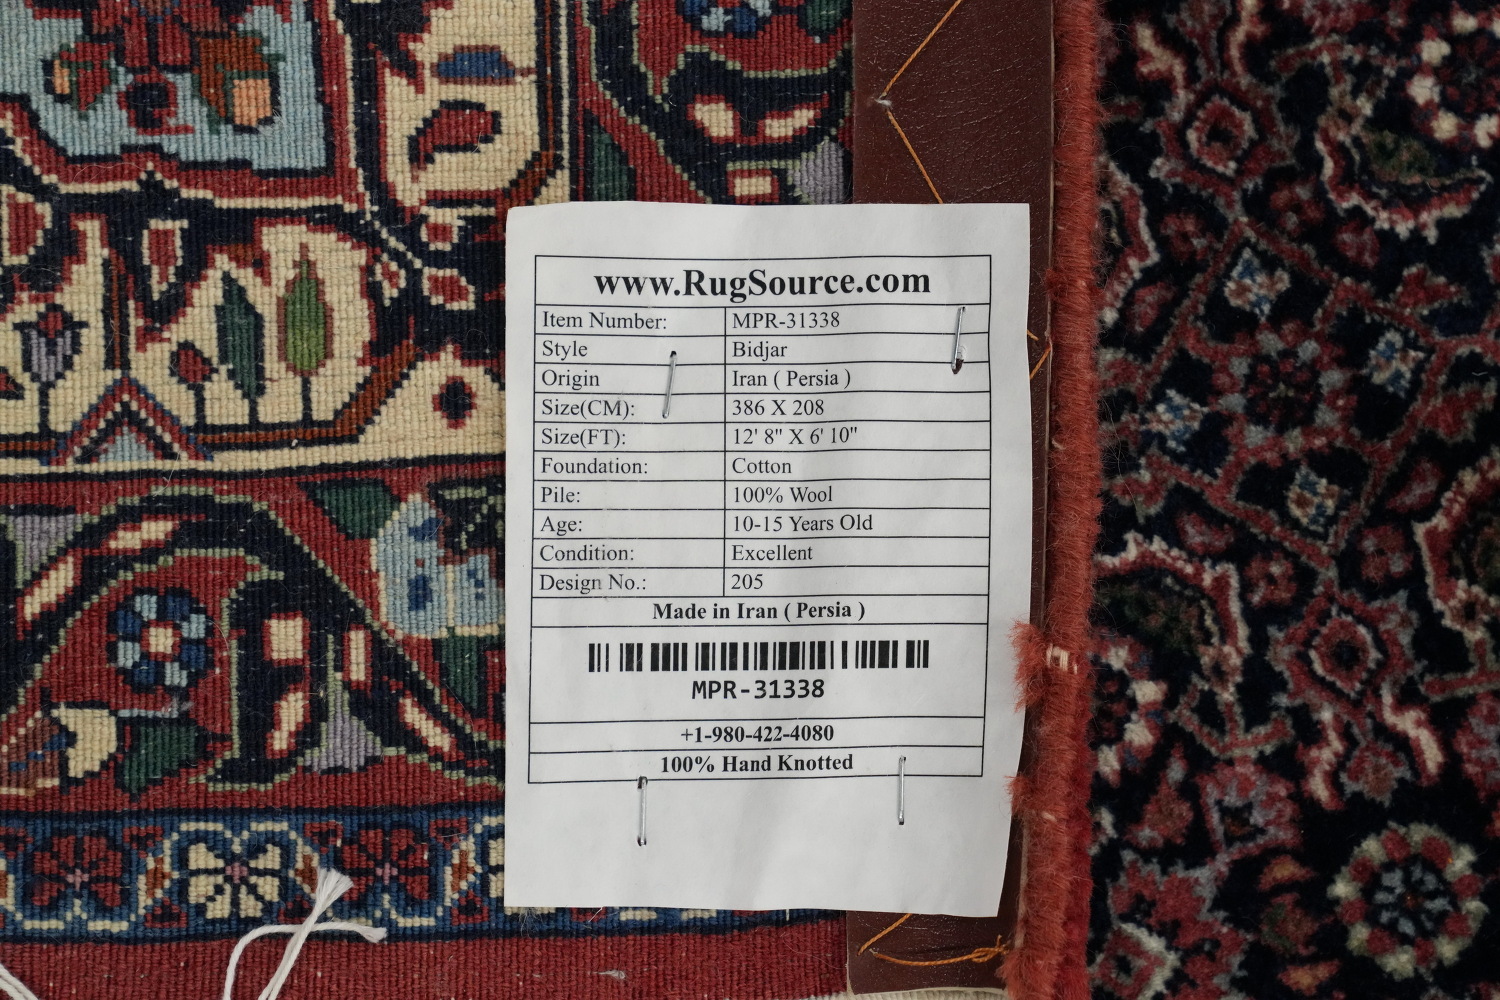 www.RugSource.com
Item Number: MPR-31338
Style Bidjar
Origin Iran ( Persia )
Size(CM): 386 X 208
Size(FT): 12' 8" X 6' 10"
Foundation: Cotton
Pile: 100% Wool
Age: 10-15 Years Old
Condition: Excellent
Design No.: 205
Made in Iran ( Persia )
MPR-31338
+1-980-422-4080
100% Hand Knotted